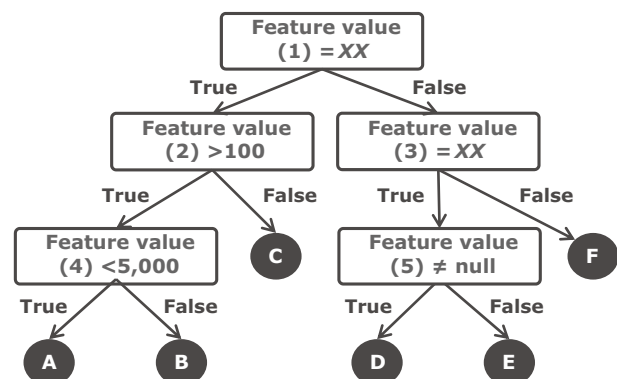 Feature value
(1) = XX
True
False
Feature value
(2) >100
Feature value
(3) = XX
True
False
True
False
Feature value
(4) <5,000
C
Feature value
(5) ≠ null
F
True
False
True
False
A
B
D
E